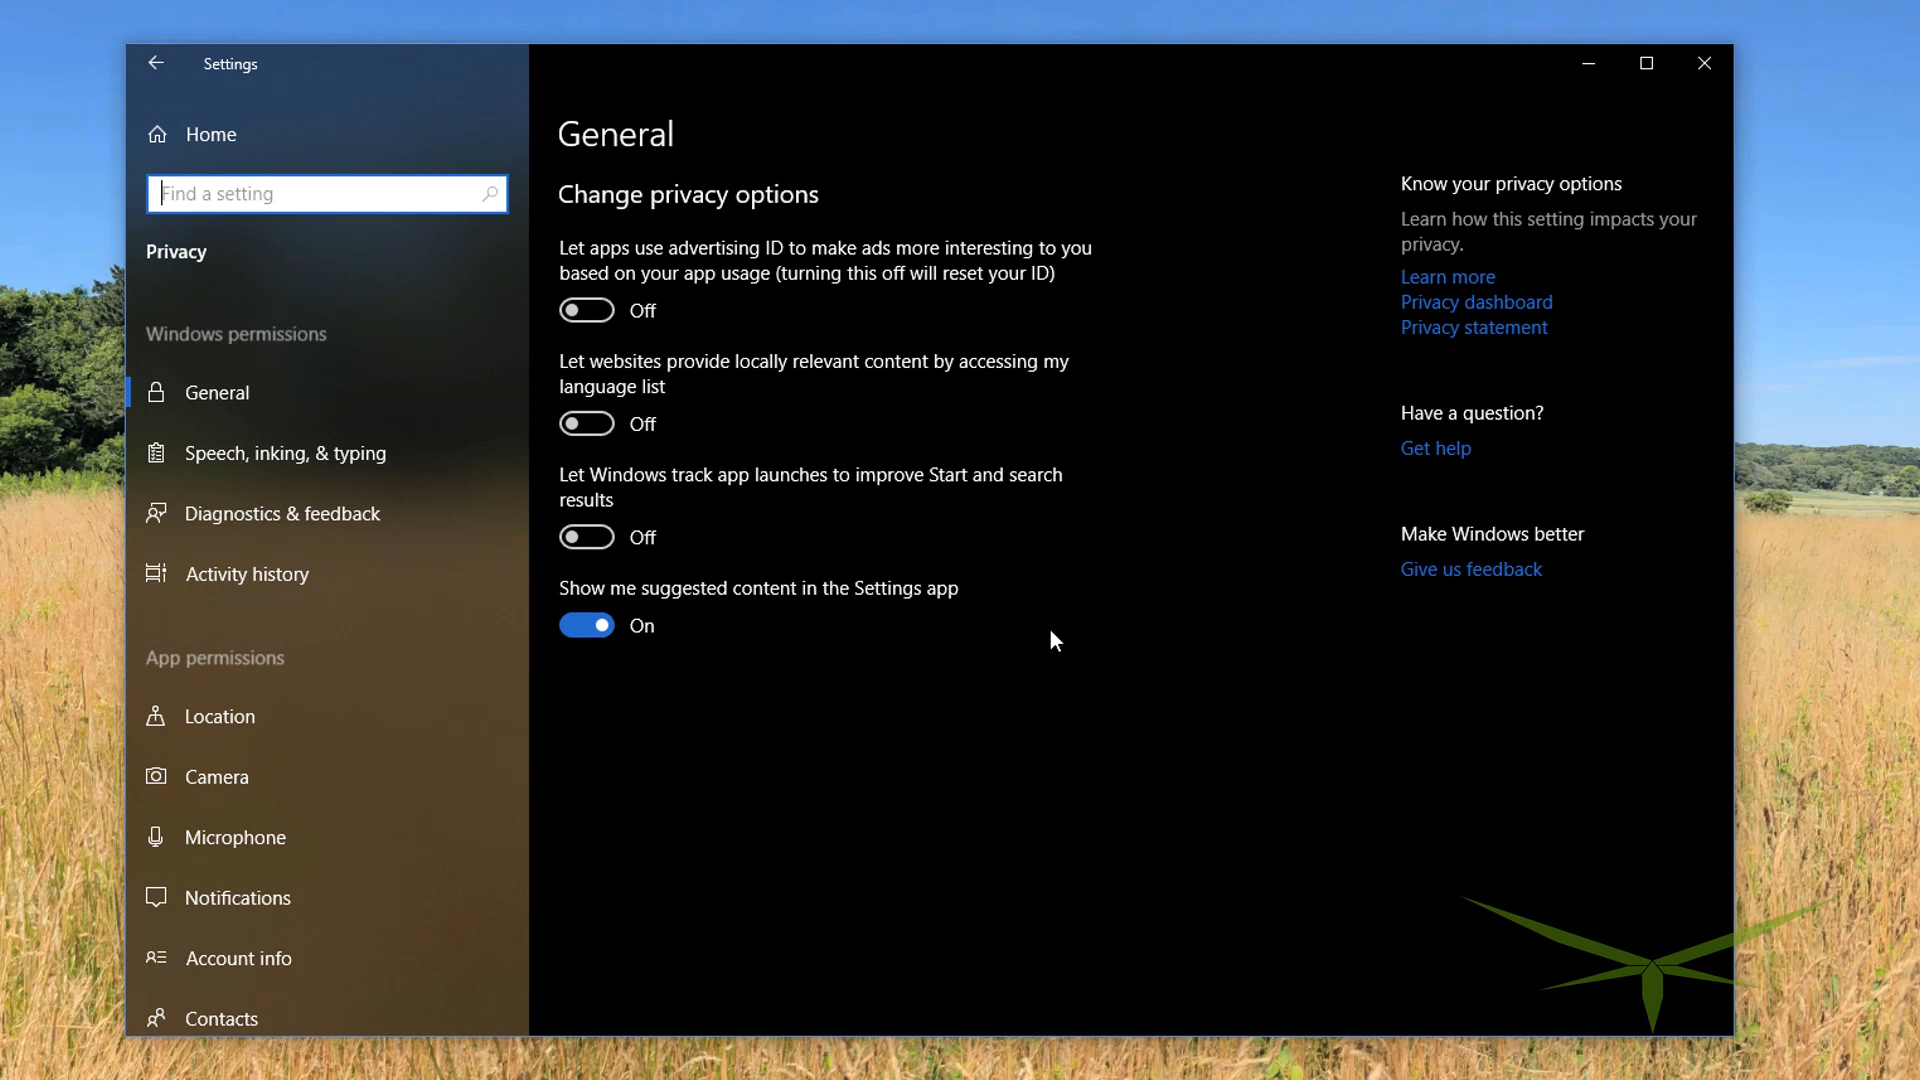 Settings
Home
Find a setting
Privacy
Windows permissions
General
Speech, inking, & typing
Diagnostics & feedback
Activity history
App permissions
Location
Camera
Microphone
Notifications
Account info
Contacts
General
Change privacy options
Let apps use advertising ID to make ads more interesting to you
based on your app usage (turning this off will reset your ID)
Off
Let websites provide locally relevant content by accessing my
language list
Off
Let Windows track app launches to improve Start and search
results
Off
Show me suggested content in the Settings app
On
Know your privacy options
Learn how this setting impacts your
privacy.
Learn more
Privacy dashboard
Privacy statement
Have a question?
Get help
Make Windows better
Give us feedback